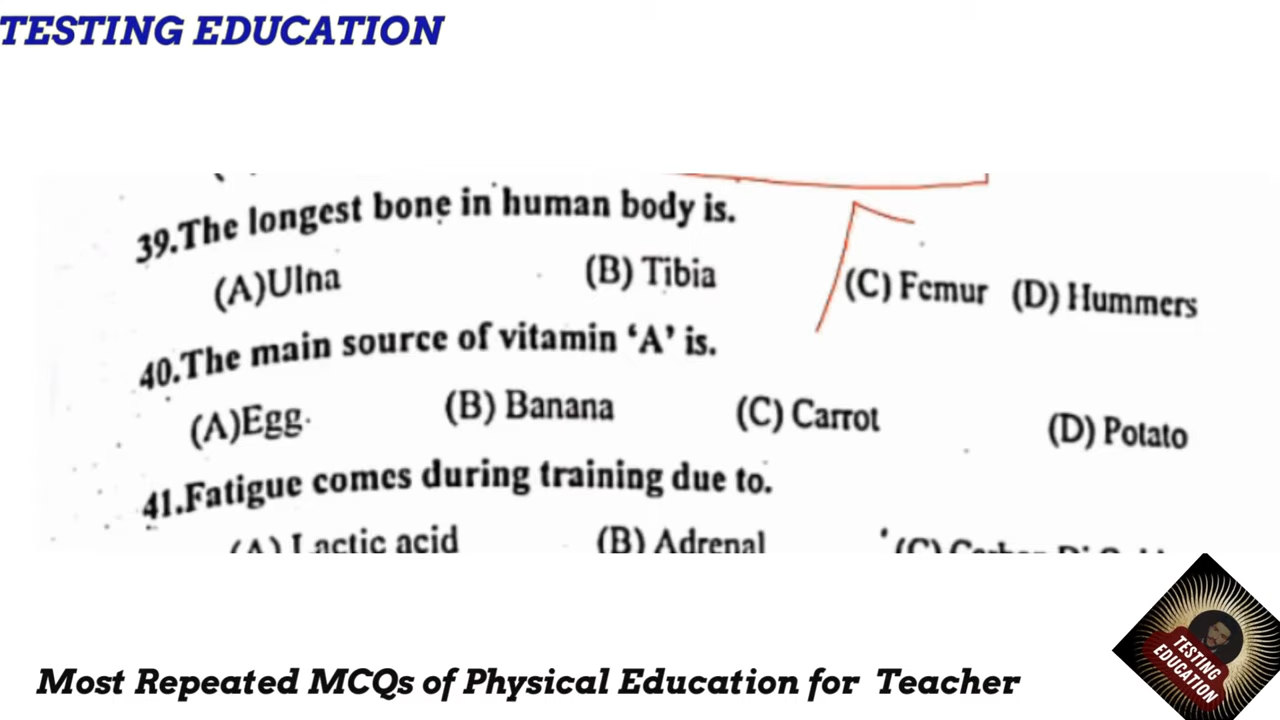 TESTING EDUCATION
39.The longest bone in human body is.
(A)Ulna (B) Tibia (C) Femur (D) Hummers
40.The main source of vitamin ‘A’ is.
(A)Egg. (B) Banana (C) Carrot (D) Potato
41.Fatigue comes during training due to.
(A) Lactic acid (B) Adrenal (C)
TESTING
EDUCATION
Most Repeated MCQs of Physical Education for Teacher